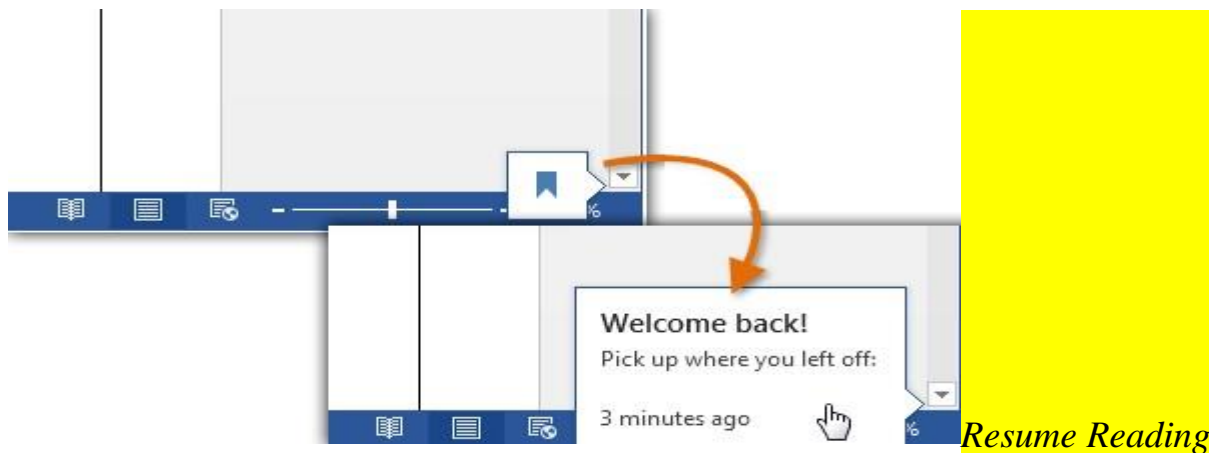 %
Welcome back!
Pick up where you left off:
3 minutes ago
%
Resume Reading